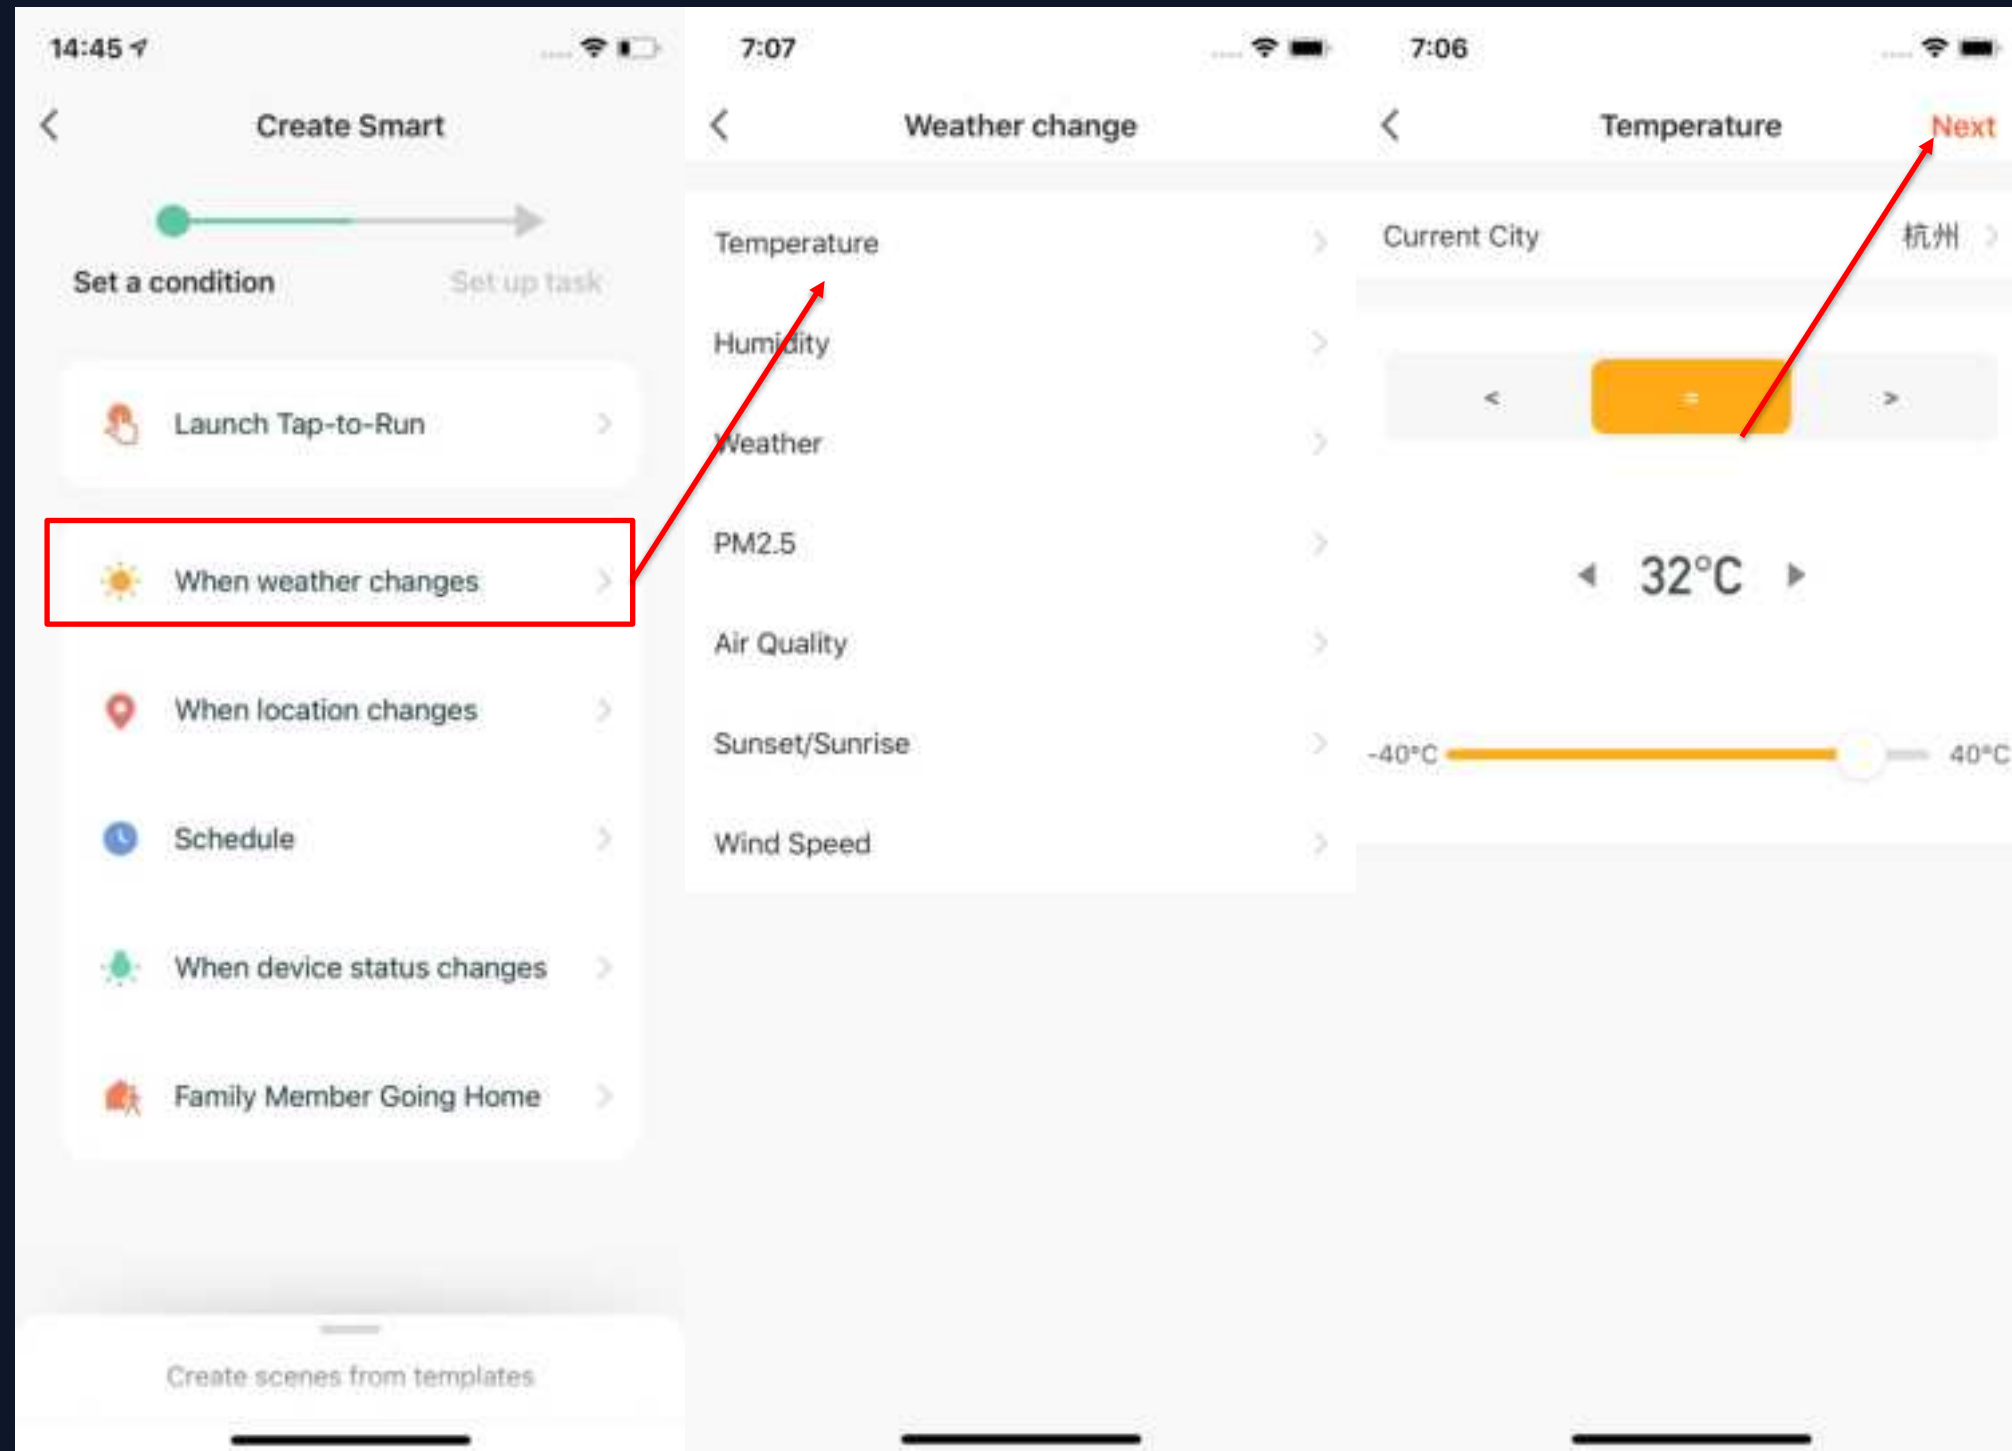 14:45
Create Smart
Set a condition
Set up task
Launch Tap-to-Run
When weather changes
When location changes
Schedule
When device status changes
Family Member Going Home
Create scenes from templates
7:07
Weather change
Temperature
Humidity
Weather
PM2.5
Air Quality
Sunset/Sunrise
Wind Speed
7:06
Temperature
Next
Current City
杭州
< = >
32°C
-40°C
40°C